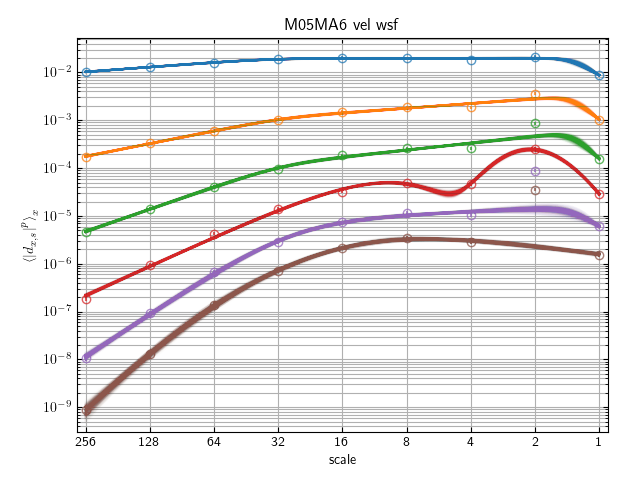 M05MA6 vel wsf
⟨|d_{x,s}|^p⟩_x
10^{-2}
10^{-3}
10^{-4}
10^{-5}
10^{-6}
10^{-7}
10^{-8}
10^{-9}
256 128 64 32 16 8 4 2 1
scale